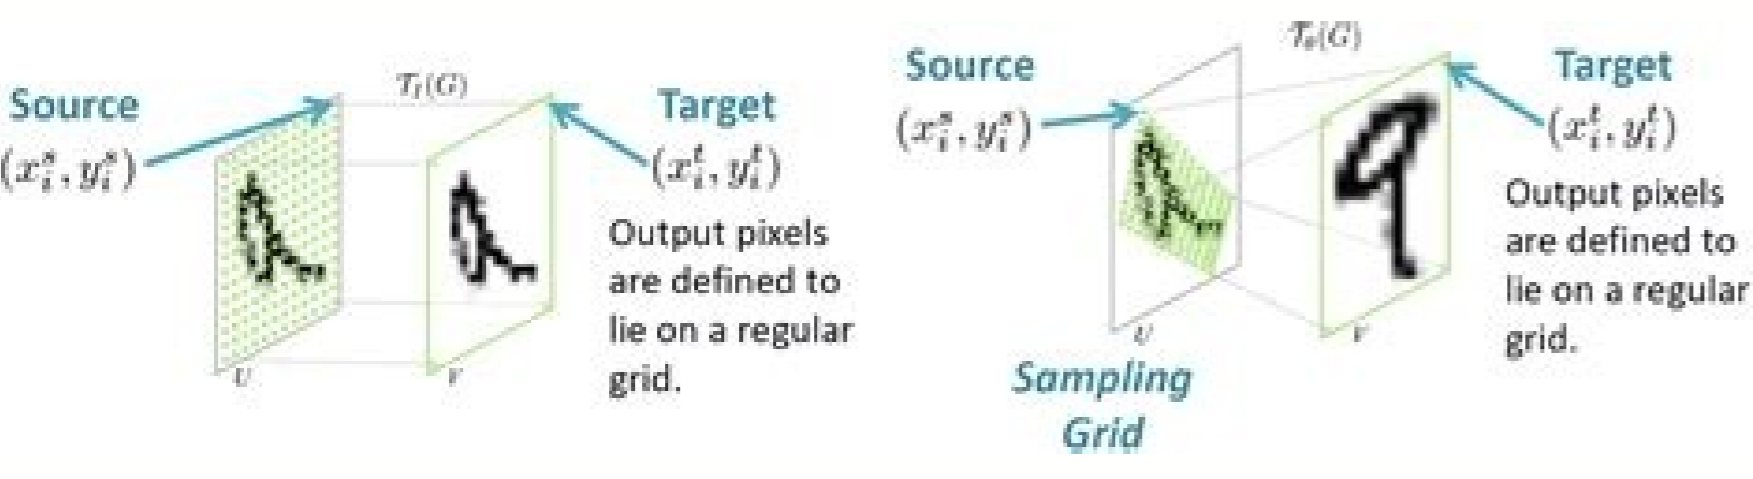 Source
(x_i^s, y_i^s)
T_I(G)
Target
(x_i^t, y_i^t)
Output pixels
are defined to
lie on a regular
grid.
U
V
Source
(x_i^s, y_i^s)
T_θ(G)
Target
(x_i^t, y_i^t)
Output pixels
are defined to
lie on a regular
grid.
U
V
Sampling
Grid